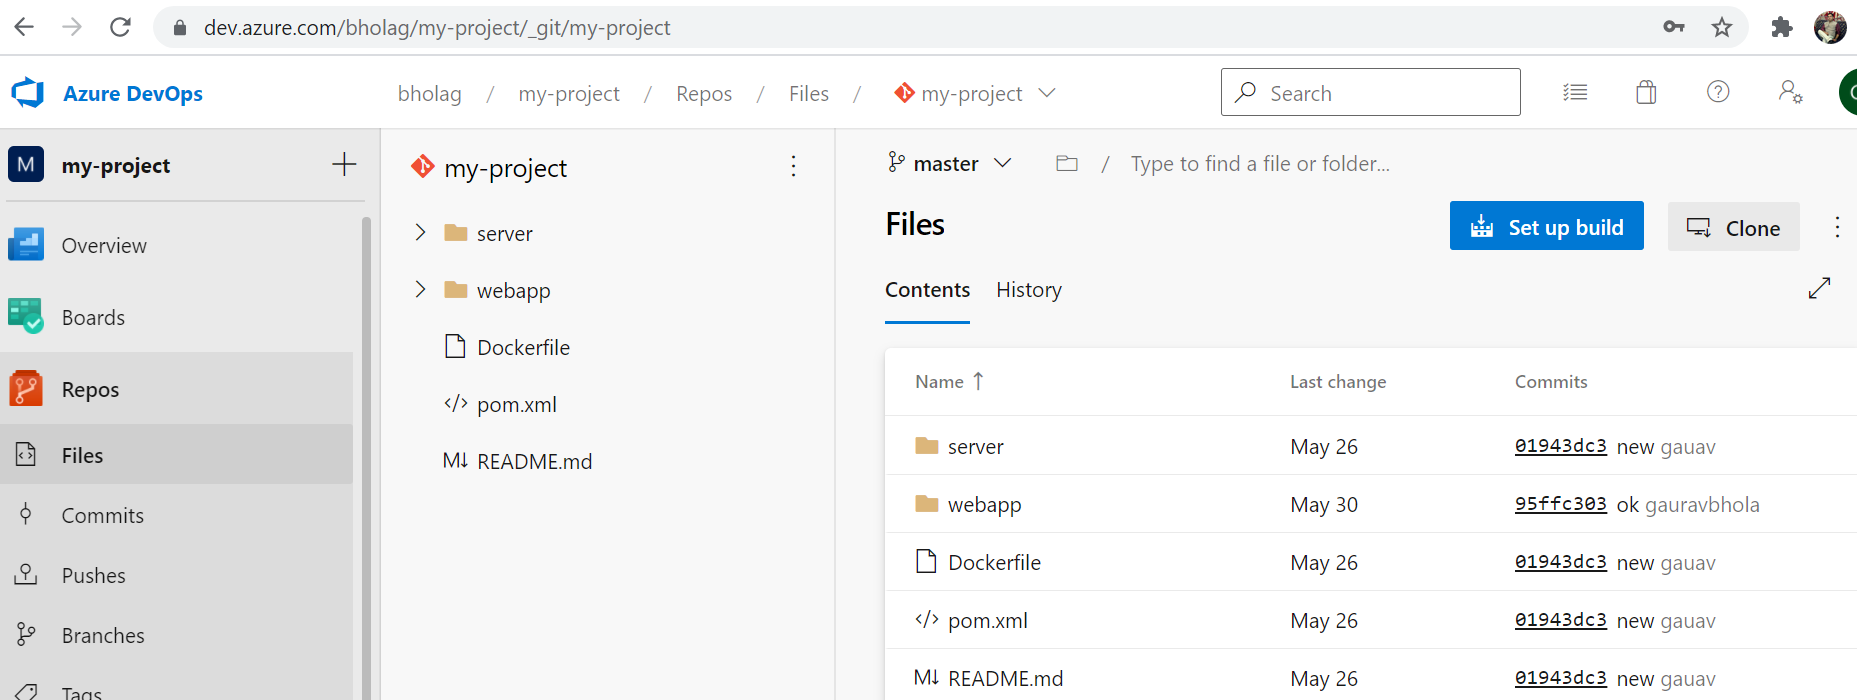 dev.azure.com/bholag/my-project/_git/my-project
Azure DevOps
bholag / my-project / Repos / Files / my-project
Search
M my-project
Overview
Boards
Repos
Files
Commits
Pushes
Branches
Tags
my-project
server
webapp
Dockerfile
pom.xml
README.md
master / Type to find a file or folder...
Files
Set up build
Clone
Contents History
Name Last change Commits
server May 26 01943dc3 new gauav
webapp May 30 95ffc303 ok gauravbhola
Dockerfile May 26 01943dc3 new gauav
pom.xml May 26 01943dc3 new gauav
README.md May 26 01943dc3 new gauav